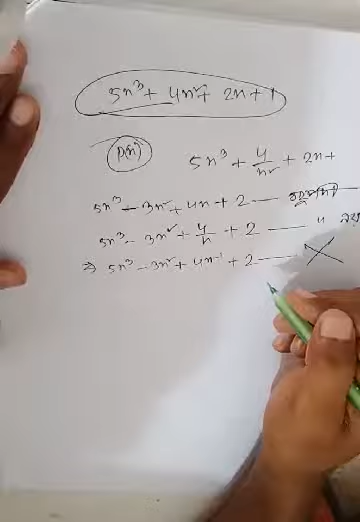 5x³ + 4x² + 2x + 1
P(x) 5x³ + 4/x² + 2x +
5x³ - 3x² + 4x + 2 —
5x³ - 3x² + 4/x + 2 — " নয়
⇒ 5x³ - 3x² + 4x⁻¹ + 2 — ×